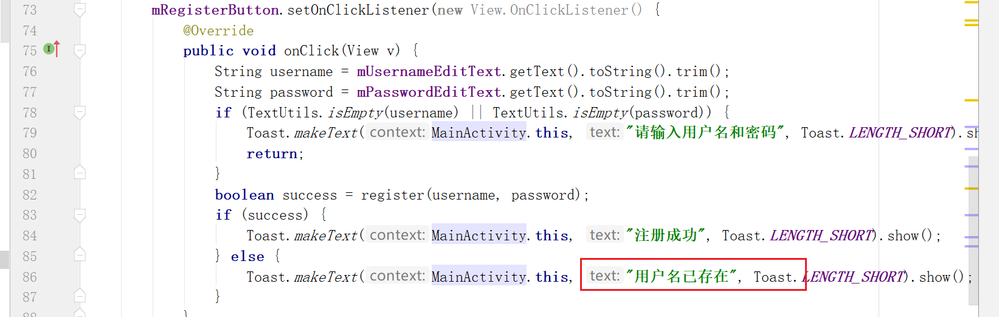 73 mRegisterButton.setOnClickListener(new View.OnClickListener() {
74 @Override
75 public void onClick(View v) {
76 String username = mUsernameEditText.getText().toString().trim();
77 String password = mPasswordEditText.getText().toString().trim();
78 if (TextUtils.isEmpty(username) || TextUtils.isEmpty(password)) {
79 Toast.makeText( context: MainActivity.this, text: "请输入用户名和密码", Toast.LENGTH_SHORT).sh
80 return;
81 }
82 boolean success = register(username, password);
83 if (success) {
84 Toast.makeText( context: MainActivity.this, text: "注册成功", Toast.LENGTH_SHORT).show();
85 } else {
86 Toast.makeText( context: MainActivity.this, text: "用户名已存在", Toast.LENGTH_SHORT).show();
87 }
88 }